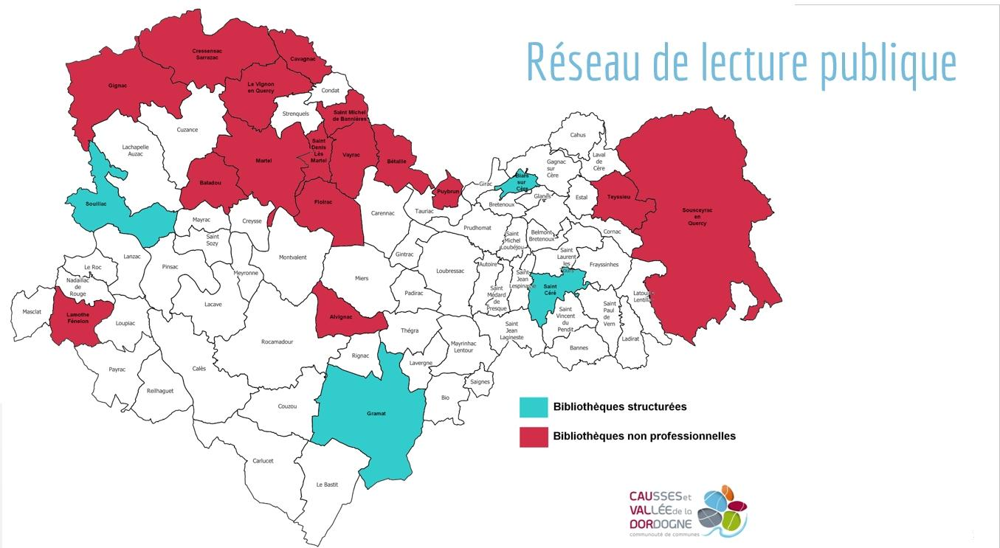 Réseau de lecture publique
Cressensac
Sarrazac
Cavagnac
Gignac
Le Vignon
en Quercy
Condat
Strenquels
Saint Michel
de Bannières
Cuzance
Lachapelle
Auzac
Saint
Denis
Lès
Martel
Martel
Vayrac
Bétaille
Baladou
Floirac
Puybrun
Souillac
Cahus
Gagnac
sur
Cère
Laval
de
Cère
Girac
Biars
sur
Cère
Glanes
Estal
Teyssieu
Bretenoux
Sousceyrac
en
Quercy
Carennac
Tauriac
Mayrac
Creysse
Saint
Sozy
Prudhomat
Saint
Michel
Loubéjou
Belmont
Bretenoux
Cornac
Lanzac
Pinsac
Montvalent
Gintrac
Saint
Laurent
les
Tours
Frayssinhes
Le Roc
Meyronne
Miers
Loubressac
Autoire
Saint
Jean
Lespinasse
Nadaillac
de
Rouge
Padirac
Saint
Médard
de
Presque
Saint
Céré
Latouille
Lentillac
Masclat
Lamothe
Fénelon
Lacave
Loupiac
Alvignac
Saint
Vincent
du
Pendit
Saint
Paul
de
Vern
Thégra
Saint
Jean
Lagineste
Rocamadour
Mayrinhac
Lentour
Bannes
Ladirat
Rignac
Lavergne
Payrac
Calès
Reilhaguet
Saignes
Bio
Couzou
Gramat
Carlucet
Le Bastit
Bibliothèques structurées
Bibliothèques non professionnelles
CAUSSES et
VALLÉE de la
DORDOGNE
communauté de communes